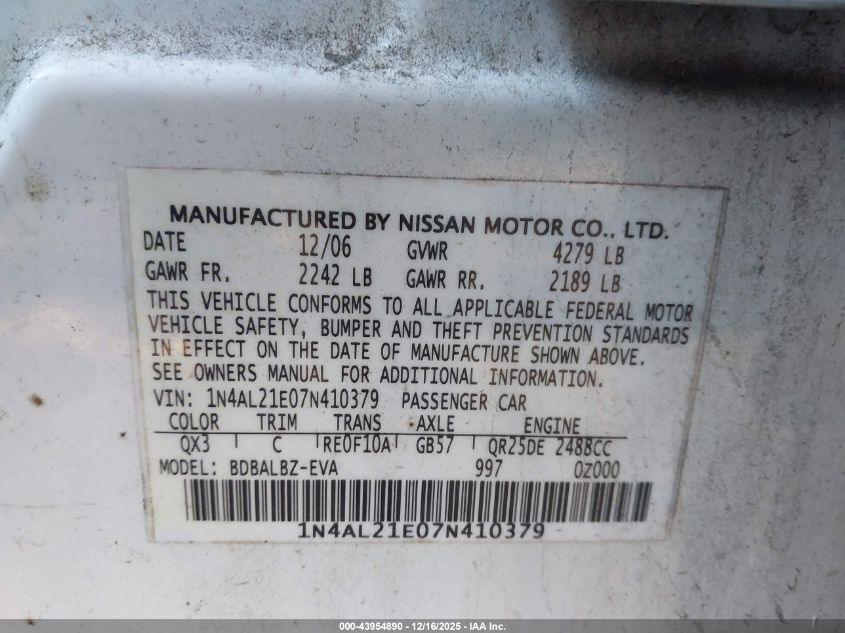 MANUFACTURED BY NISSAN MOTOR CO., LTD.
DATE 12/06 GVWR 4279 LB
GAWR FR. 2242 LB GAWR RR. 2189 LB
THIS VEHICLE CONFORMS TO ALL APPLICABLE FEDERAL MOTOR
VEHICLE SAFETY, BUMPER AND THEFT PREVENTION STANDARDS
IN EFFECT ON THE DATE OF MANUFACTURE SHOWN ABOVE.
SEE OWNERS MANUAL FOR ADDITIONAL INFORMATION.
VIN: 1N4AL21E07N410379 PASSENGER CAR
COLOR TRIM TRANS AXLE ENGINE
QX3 C RE0F10A GB57 QR25DE 2488CC
MODEL: BDBALBZ-EVA 997 0Z000
1N4AL21E07N410379
000-43954890 - 12/16/2025 - IAA Inc.